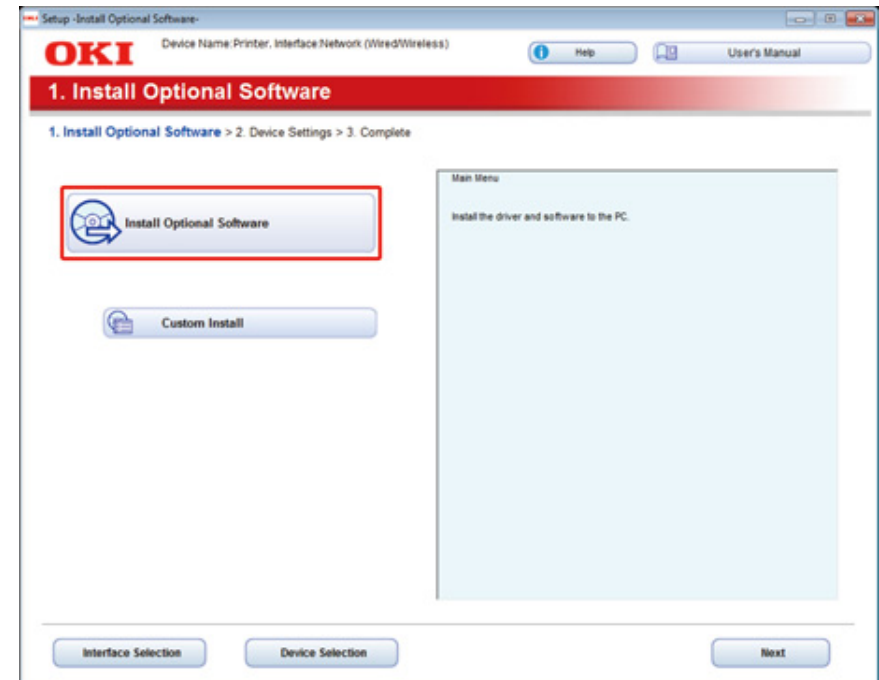 Setup -Install Optional Software-
OKI
Device Name:Printer, Interface:Network (Wired/Wireless)
Help
User's Manual
1. Install Optional Software
1. Install Optional Software > 2. Device Settings > 3. Complete
Install Optional Software
Custom Install
Main Menu
Install the driver and software to the PC.
Interface Selection
Device Selection
Next